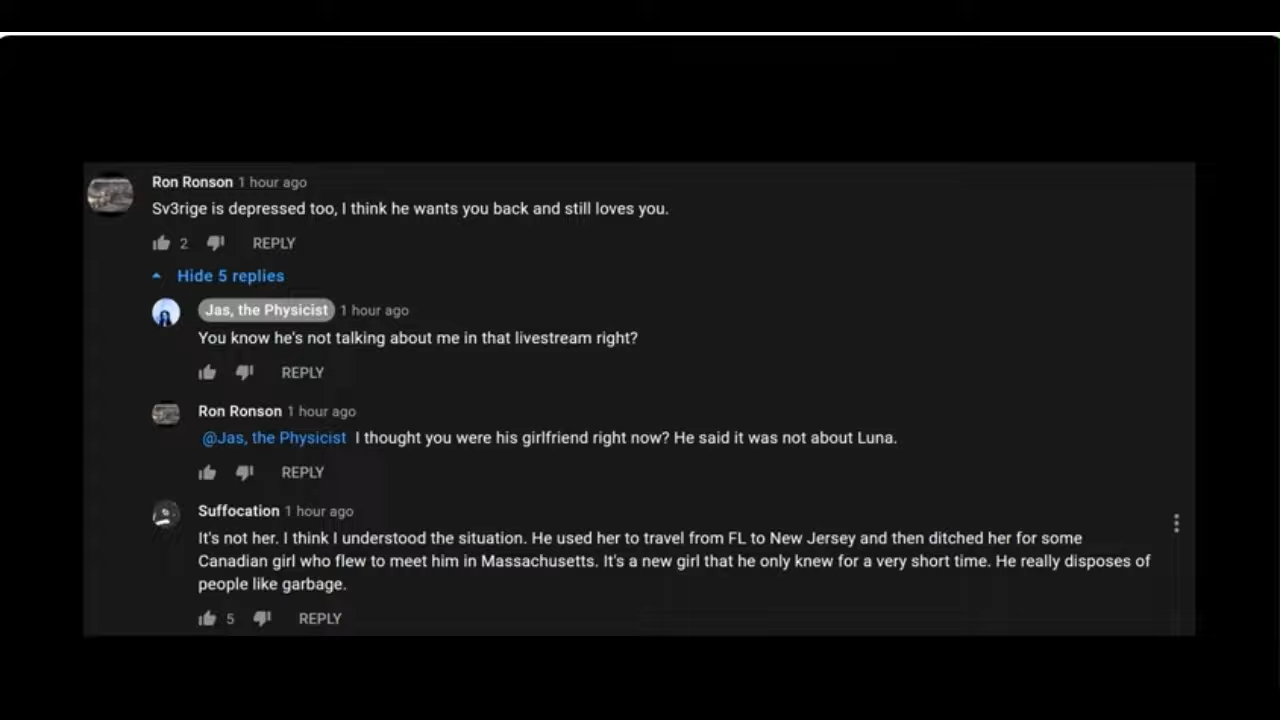 Ron Ronson 1 hour ago
Sv3rige is depressed too, I think he wants you back and still loves you.
2 REPLY
Hide 5 replies
Jas, the Physicist 1 hour ago
You know he's not talking about me in that livestream right?
REPLY
Ron Ronson 1 hour ago
@Jas, the Physicist I thought you were his girlfriend right now? He said it was not about Luna.
REPLY
Suffocation 1 hour ago
It's not her. I think I understood the situation. He used her to travel from FL to New Jersey and then ditched her for some
Canadian girl who flew to meet him in Massachusetts. It's a new girl that he only knew for a very short time. He really disposes of
people like garbage.
5 REPLY